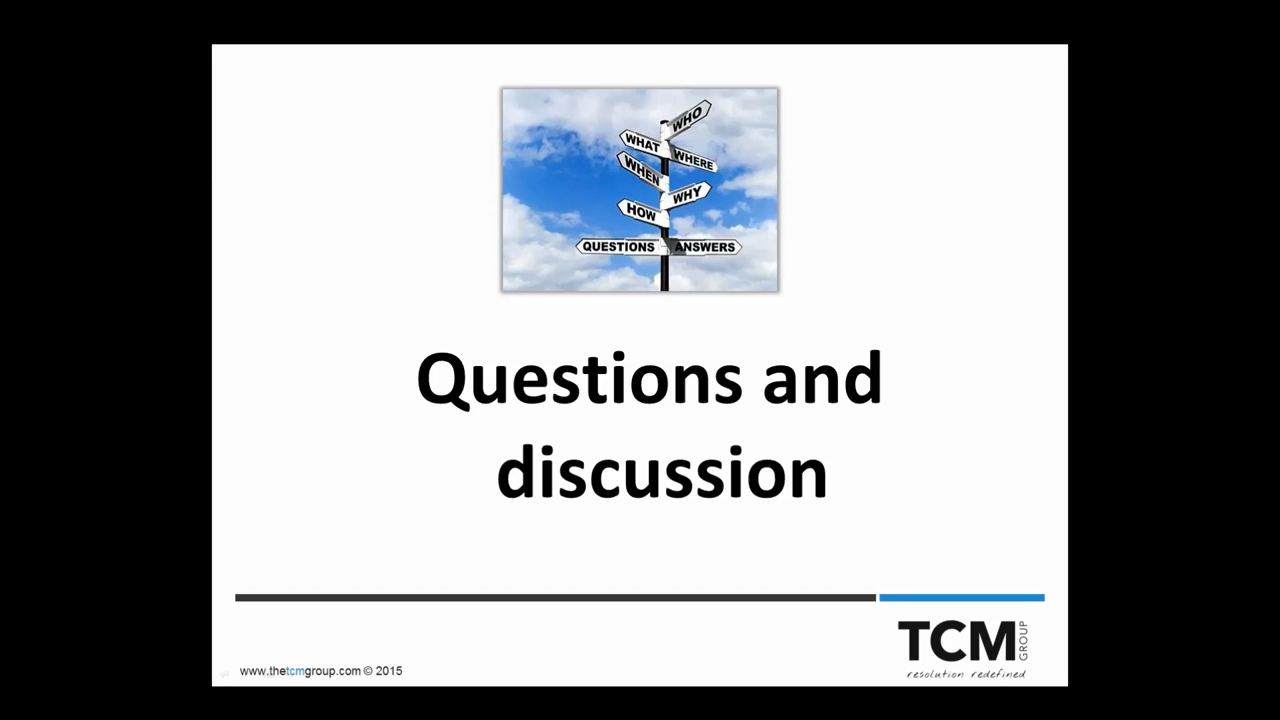 WHO
WHAT
WHERE
WHEN
WHY
HOW
QUESTIONS ANSWERS
Questions and
discussion
TCM GROUP
resolution redefined
www.thetcmgroup.com © 2015